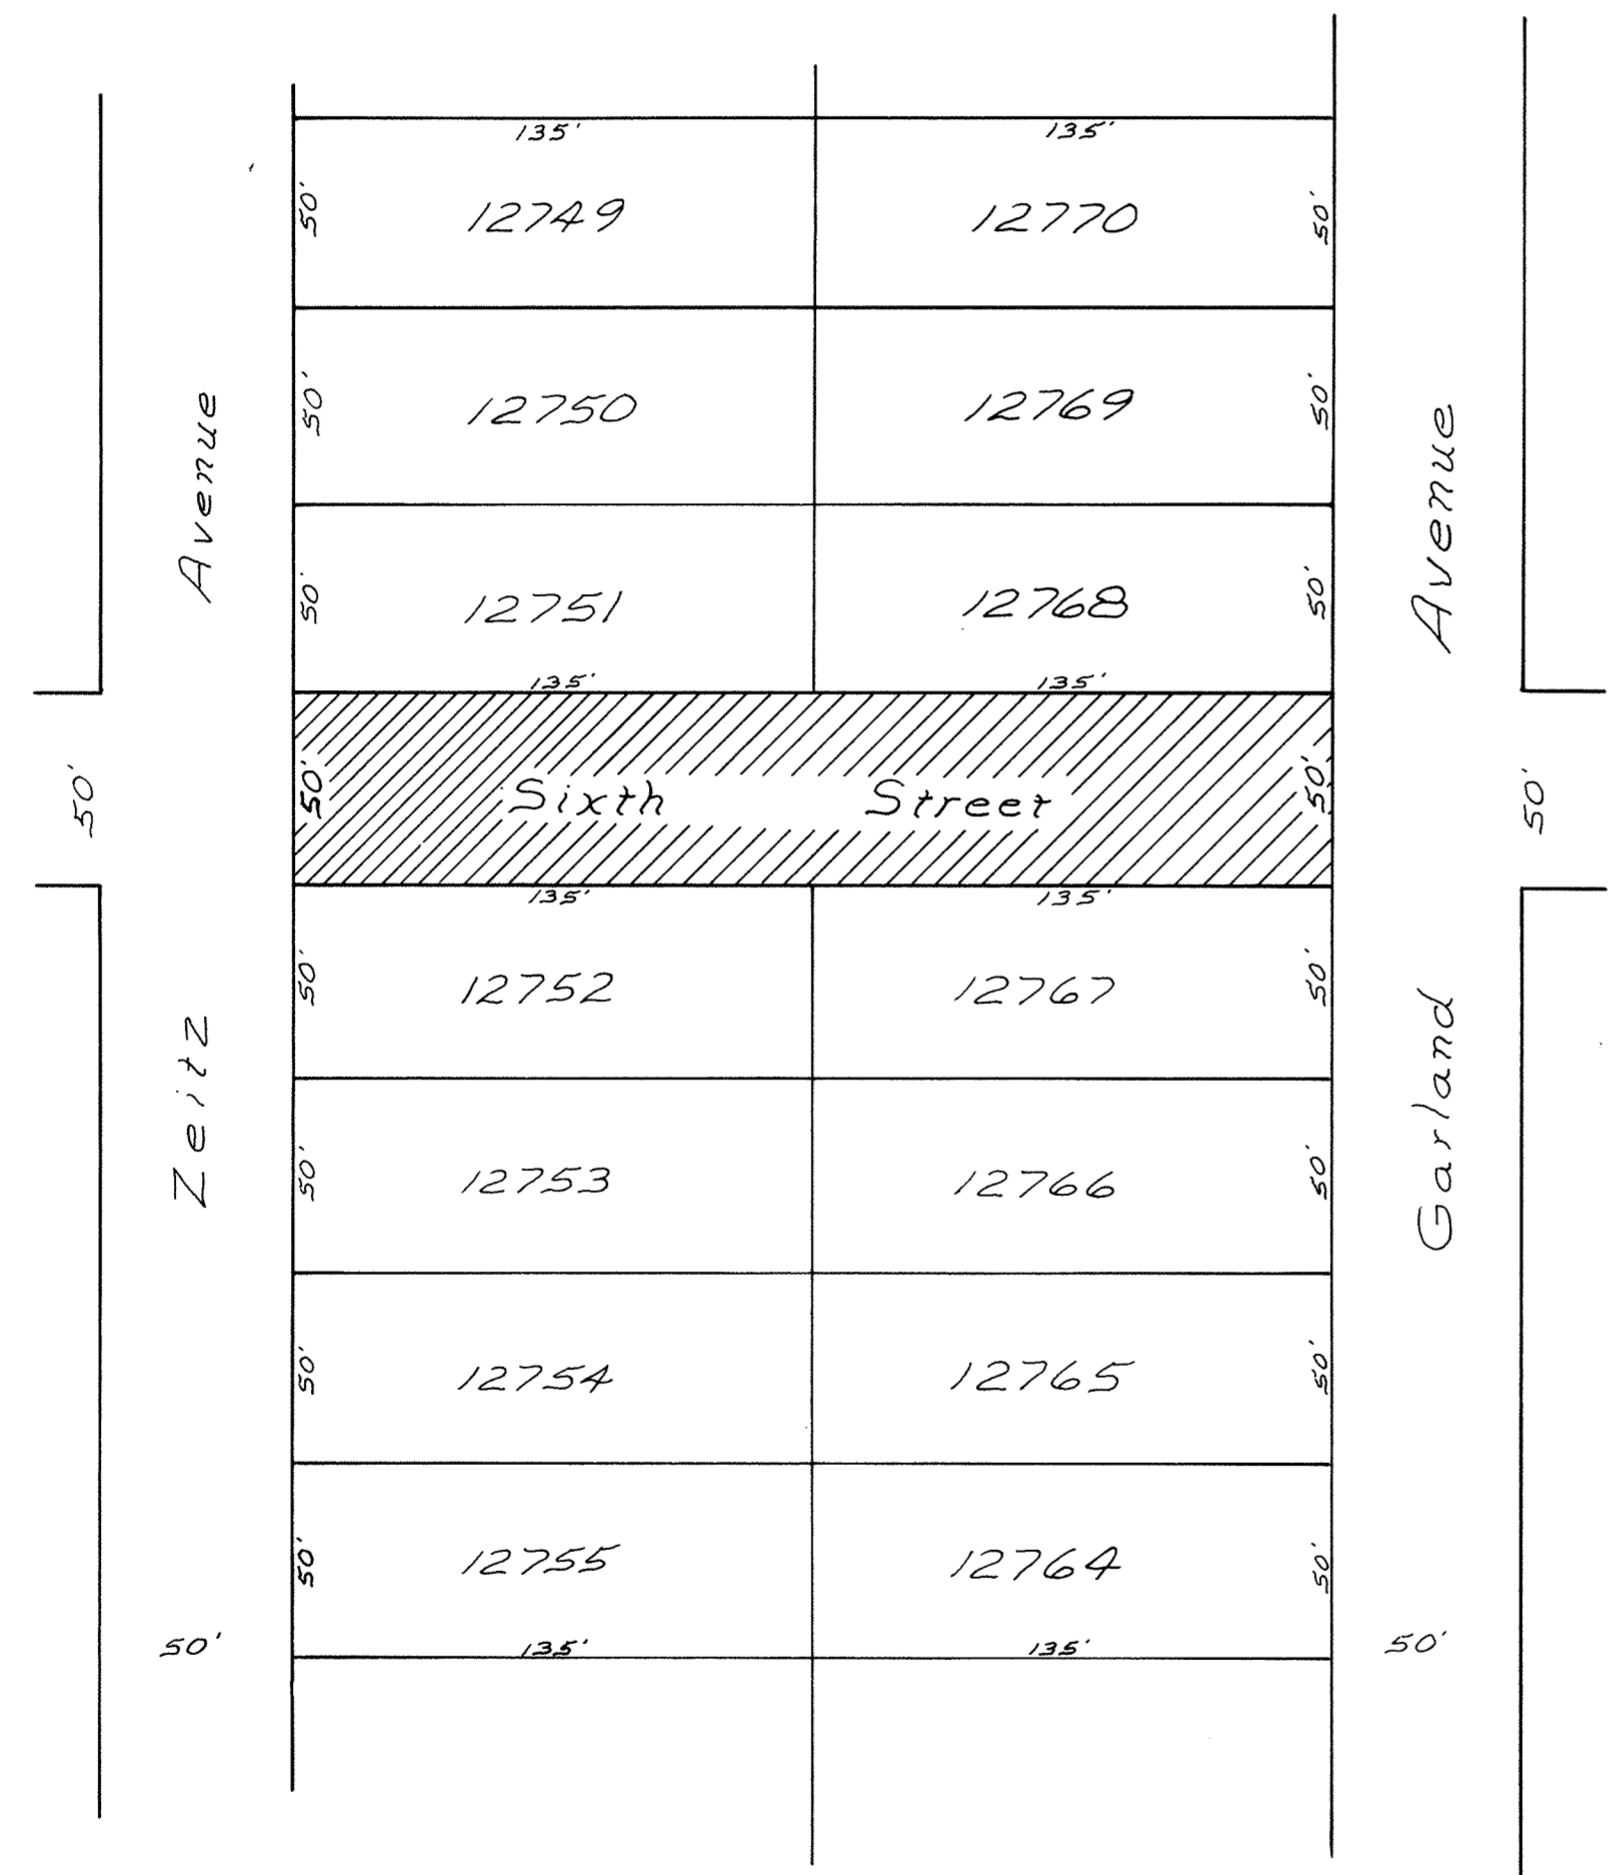 135' 135'
50' 12749 12770 50'
50' 12750 12769 50'
Avenue
Avenue
50' 12751 12768 50'
135' 135'
50' 50' Sixth Street 50' 50'
135' 135'
50' 12752 12767 50'
Zeitz
Garland
50' 12753 12766 50'
50' 12754 12765 50'
50' 12755 12764 50'
50' 135' 135' 50'